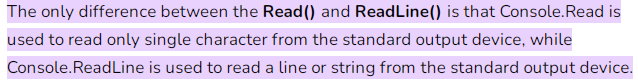 The only difference between the Read() and ReadLine() is that Console.Read is
used to read only single character from the standard output device, while
Console.ReadLine is used to read a line or string from the standard output device.